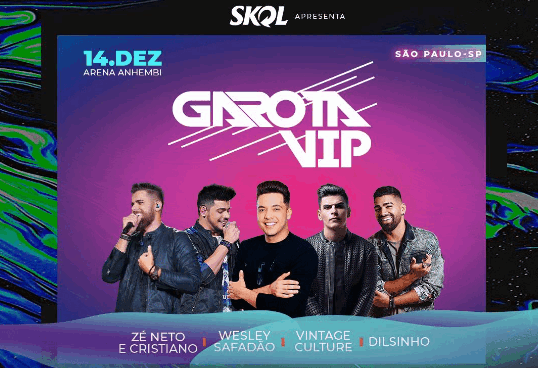 SKOL APRESENTA
14.DEZ
ARENA ANHEMBI
SÃO PAULO-SP
GAROTA
VIP
ZÉ NETO
E CRISTIANO
WESLEY
SAFADÃO
VINTAGE
CULTURE
DILSINHO